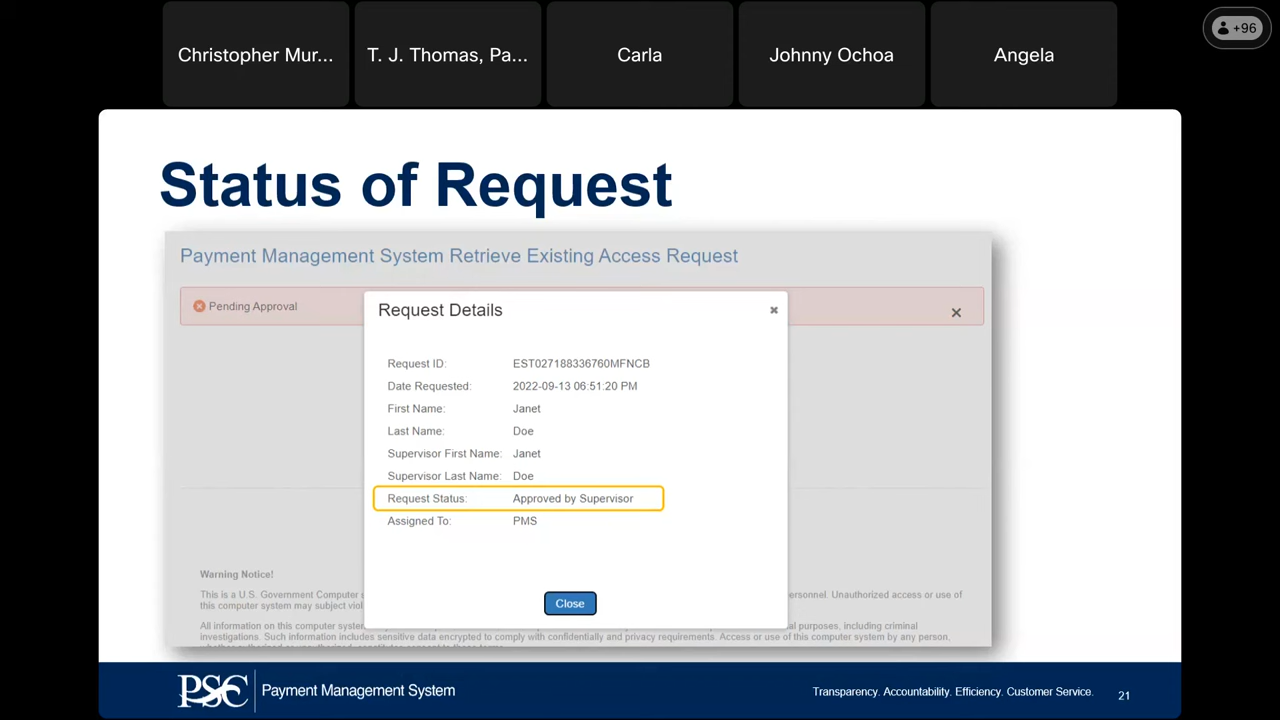 Christopher Mur...
T. J. Thomas, Pa...
Carla
Johnny Ochoa
Angela
+96
Status of Request
Payment Management System Retrieve Existing Access Request
Pending Approval
Request Details
Request ID: EST027188336760MFNCB
Date Requested: 2022-09-13 06:51:20 PM
First Name: Janet
Last Name: Doe
Supervisor First Name: Janet
Supervisor Last Name: Doe
Request Status: Approved by Supervisor
Assigned To: PMS
Close
Warning Notice!
This is a U.S. Government Computer personnel. Unauthorized access or use of
this computer system may subject
All information on this computer purposes, including criminal
investigations. Such information includes sensitive data encrypted to comply with confidentially and privacy requirements. Access or use of this computer system by any person,
PSC
Payment Management System
Transparency. Accountability. Efficiency. Customer Service.
21